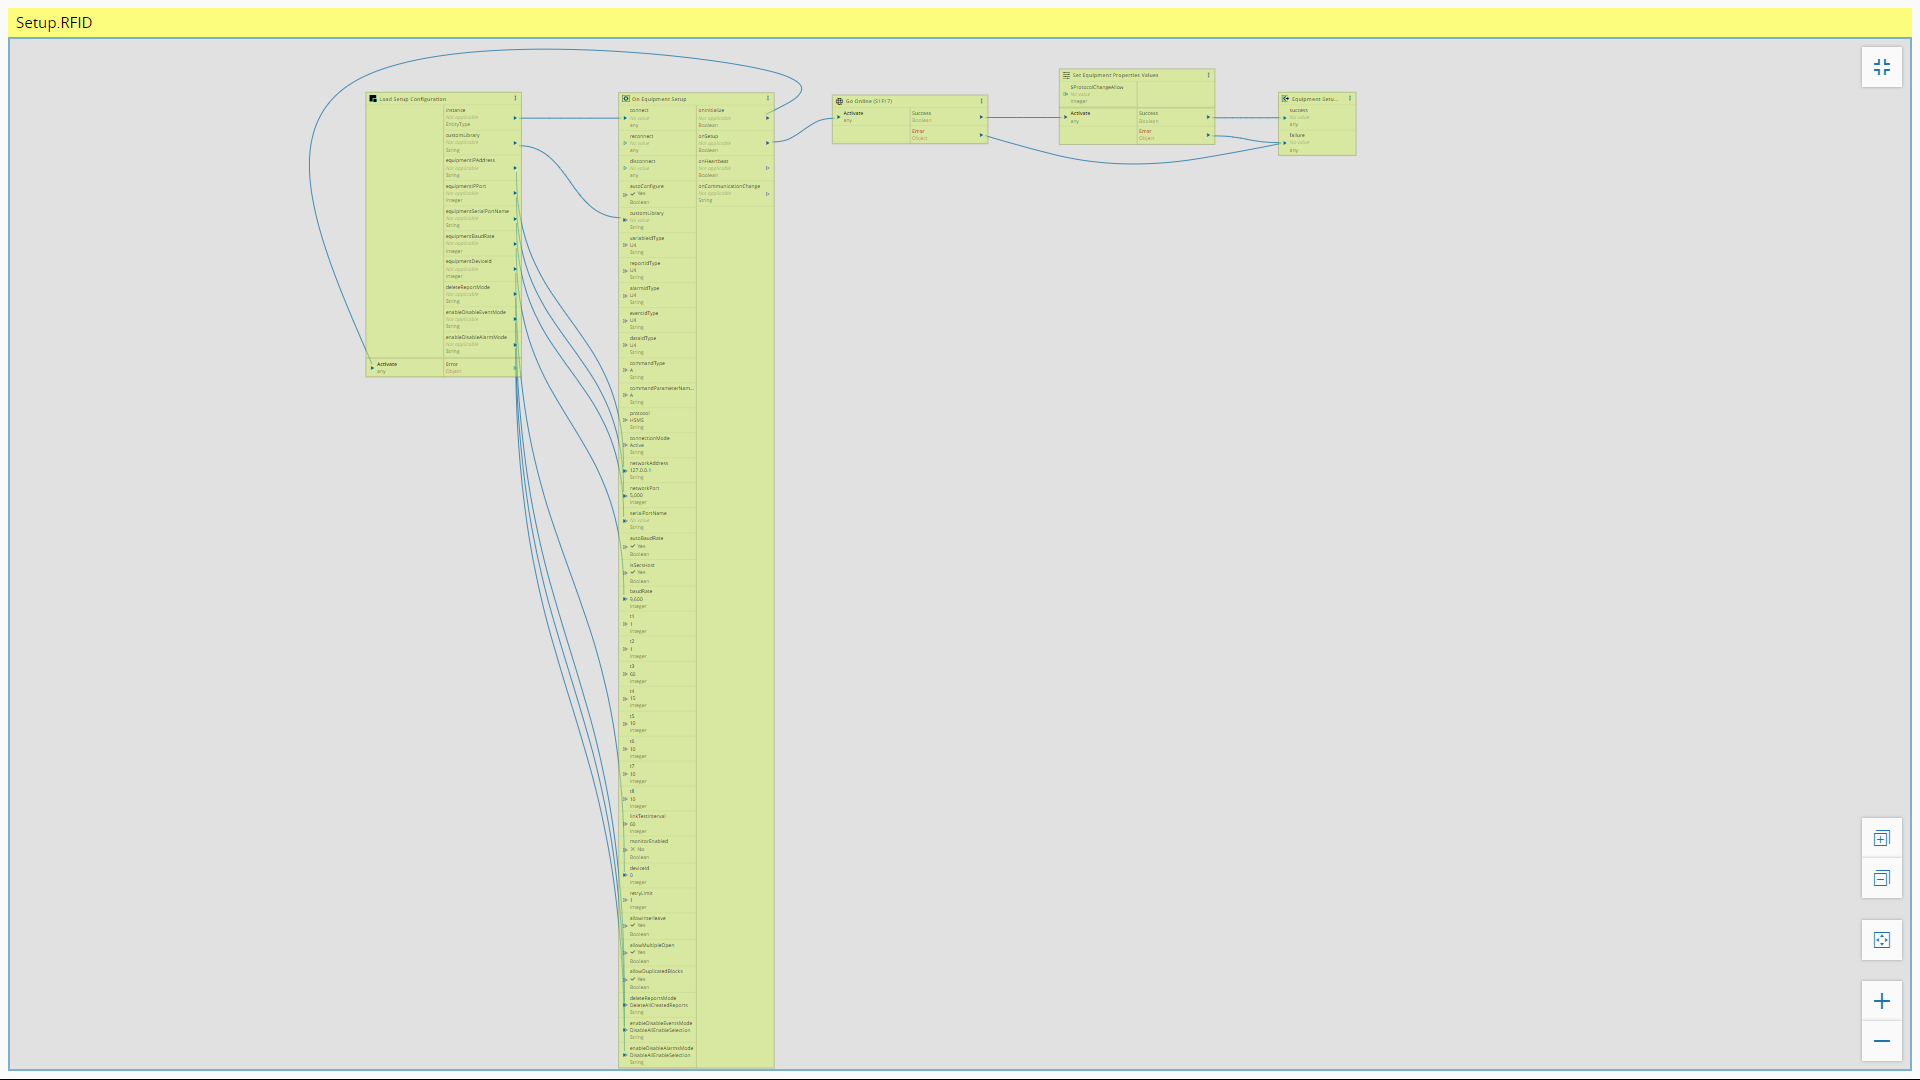 Setup.RFID
Load Setup Configuration
instance
Not applicable
EntityType
customLibrary
Not applicable
String
equipmentIPAddress
Not applicable
String
equipmentIPPort
Not applicable
Integer
equipmentSerialPortName
Not applicable
String
equipmentBaudRate
Not applicable
Integer
equipmentDeviceId
Not applicable
Integer
deleteReportMode
Not applicable
String
enableDisableEventMode
Not applicable
String
enableDisableAlarmMode
Not applicable
String
Activate
any
Error
Object
On Equipment Setup
connect
No value
any
reconnect
No value
any
disconnect
No value
any
autoConfigure
Yes
Boolean
customLibrary
No value
String
variableIdType
U4
String
reportIdType
U4
String
alarmIdType
U4
String
eventIdType
U4
String
dataIdType
U4
String
commandType
A
String
commandParameterNam...
A
String
protocol
HSMS
String
connectionMode
Active
String
networkAddress
127.0.0.1
String
networkPort
5,000
Integer
serialPortName
No value
String
autoBaudRate
Yes
Boolean
isSecsHost
Yes
Boolean
baudRate
9,600
Integer
t1
1
Integer
t2
1
Integer
t3
60
Integer
t4
15
Integer
t5
10
Integer
t6
10
Integer
t7
10
Integer
t8
10
Integer
linkTestInterval
60
Integer
monitorEnabled
No
Boolean
deviceId
0
Integer
retryLimit
1
Integer
allowInterleave
Yes
Boolean
allowMultipleOpen
Yes
Boolean
allowDuplicatedBlocks
Yes
Boolean
deleteReportsMode
DeleteAllCreatedReports
String
enableDisableEventsMode
DisableAllEnableSelection
String
enableDisableAlarmsMode
DisableAllEnableSelection
String
onInitialize
Not applicable
Boolean
onSetup
Not applicable
Boolean
onHeartbeat
Not applicable
Boolean
onCommunicationChange
Not applicable
String
Go Online (S1F17)
Activate
any
Success
Boolean
Error
Object
Set Equipment Properties Values
$ProtocolChangeAllow
No value
Integer
Activate
any
Success
Boolean
Error
Object
Equipment Setu...
success
No value
any
failure
No value
any